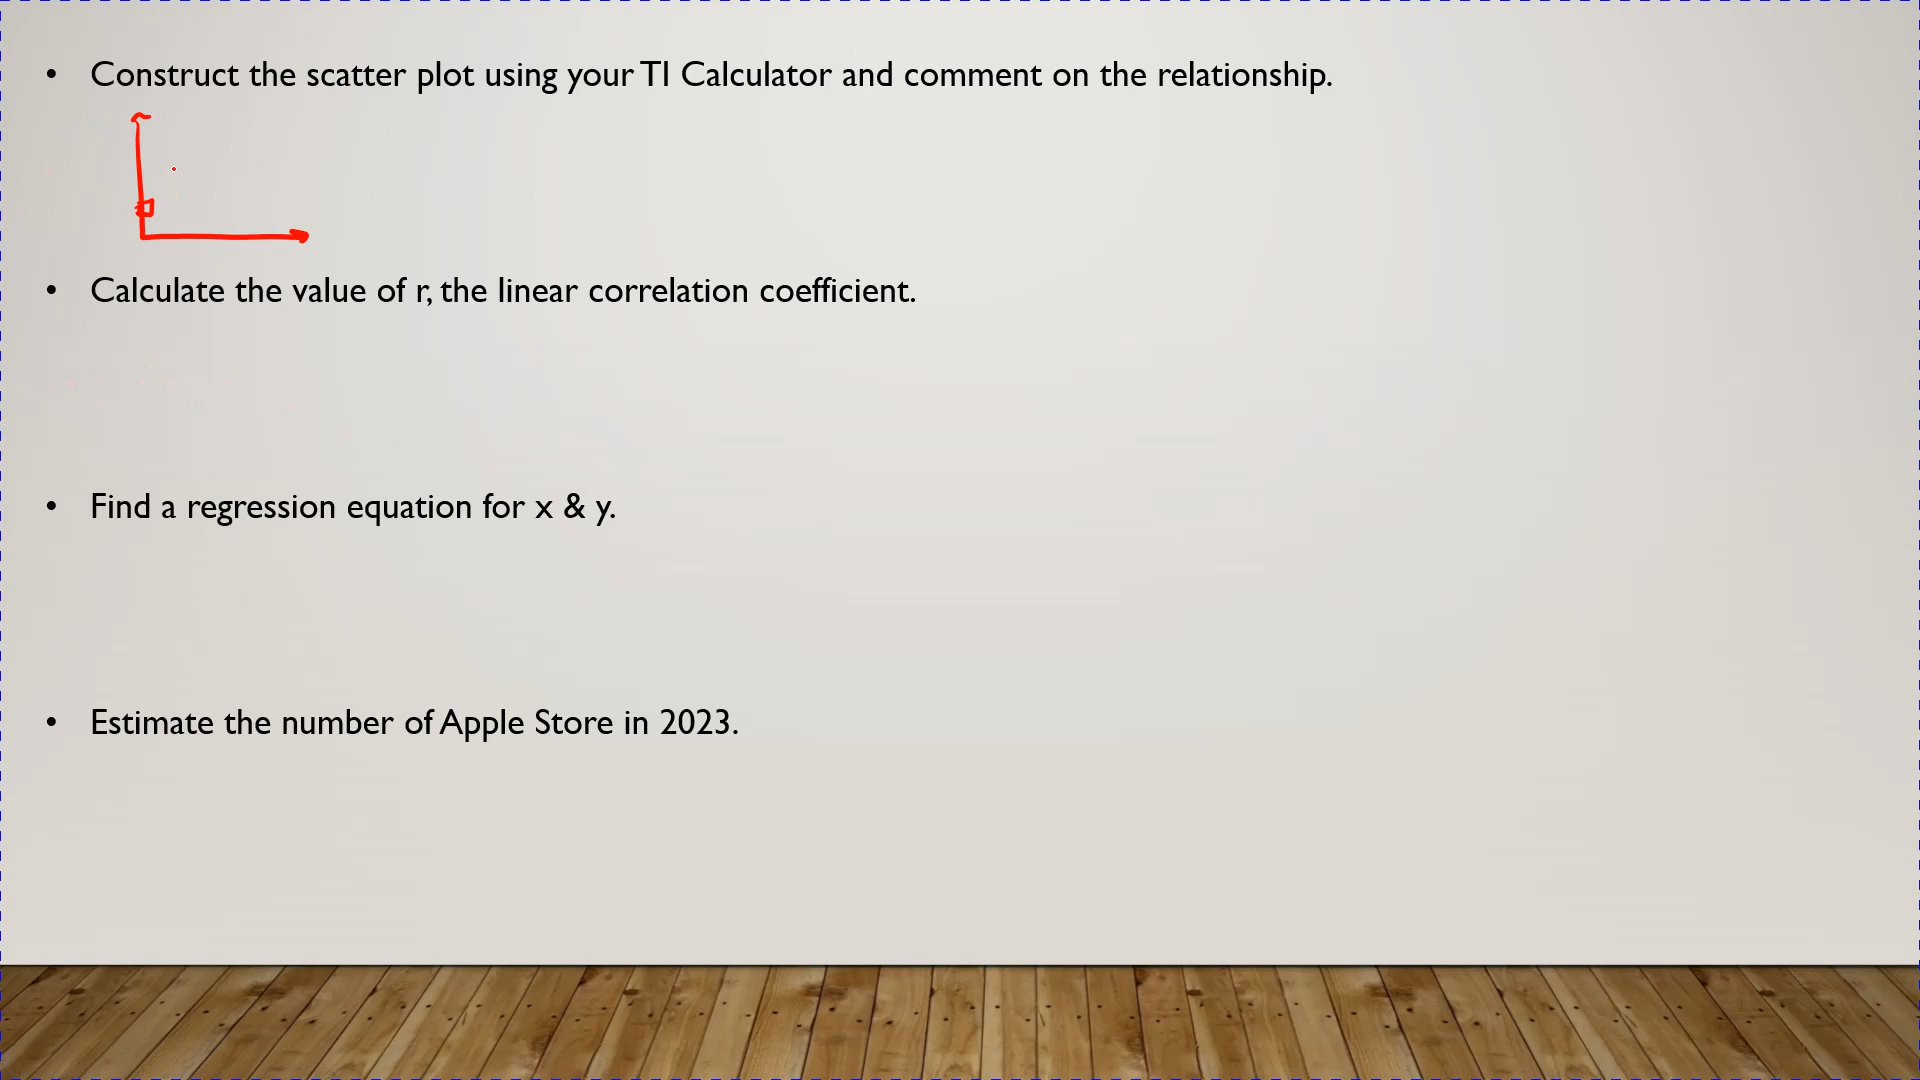 • Construct the scatter plot using your TI Calculator and comment on the relationship.
• Calculate the value of r, the linear correlation coefficient.
• Find a regression equation for x & y.
• Estimate the number of Apple Store in 2023.